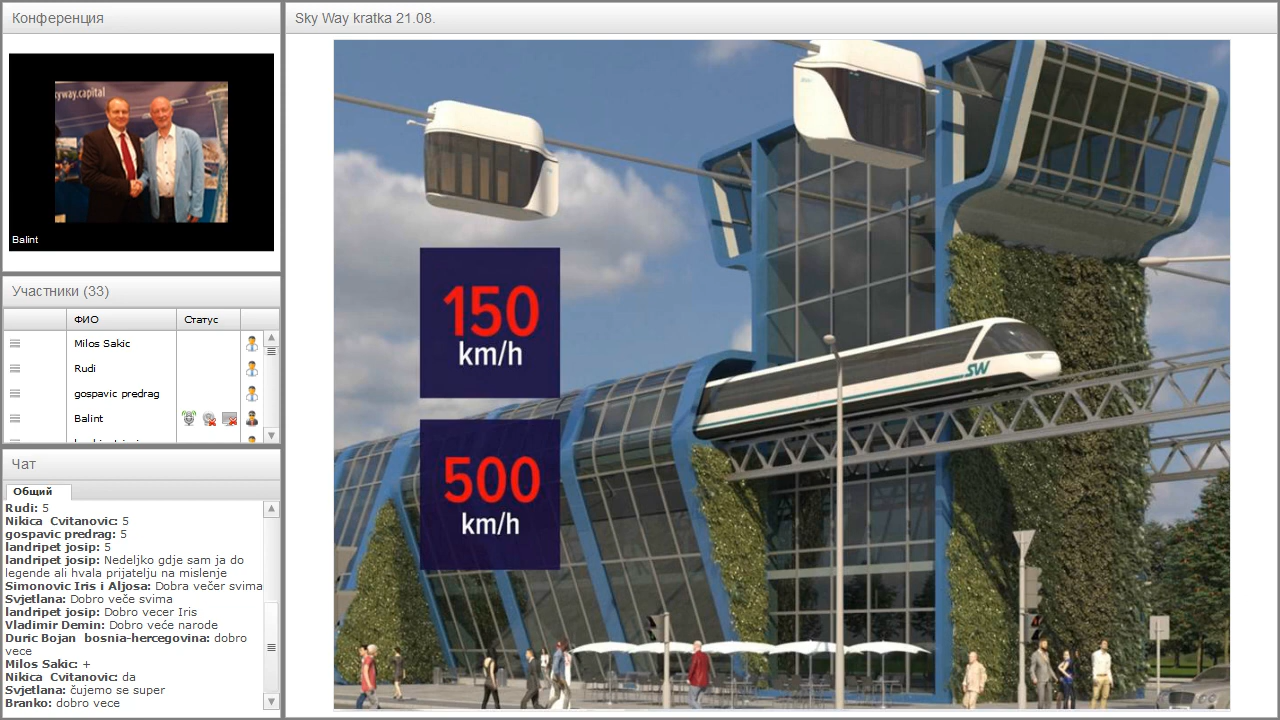 Конференция
kyway.capital
Balint
Участники (33)
ФИО Статус
Milos Sakic
Rudi
gospavic predrag
Balint
Чат
Общий
Rudi: 5
Nikica Cvitanovic: 5
gospavic predrag: 5
landripet josip: 5
landripet josip: Nedeljko gdje sam ja do
legende ali hvala prijatelju na mislenje
Simonovic Iris i Aljosa: Dobra večer svima
Svjetlana: Dobro veče svima
landripet josip: Dobro vecer Iris
Vladimir Demin: Dobro veće narode
Duric Bojan bosnia-hercegovina: dobro
vece
Milos Sakic: +
Nikica Cvitanovic: da
Svjetlana: čujemo se super
Branko: dobro
Sky Way kratka 21.08.
150
km/h
500
km/h
SW